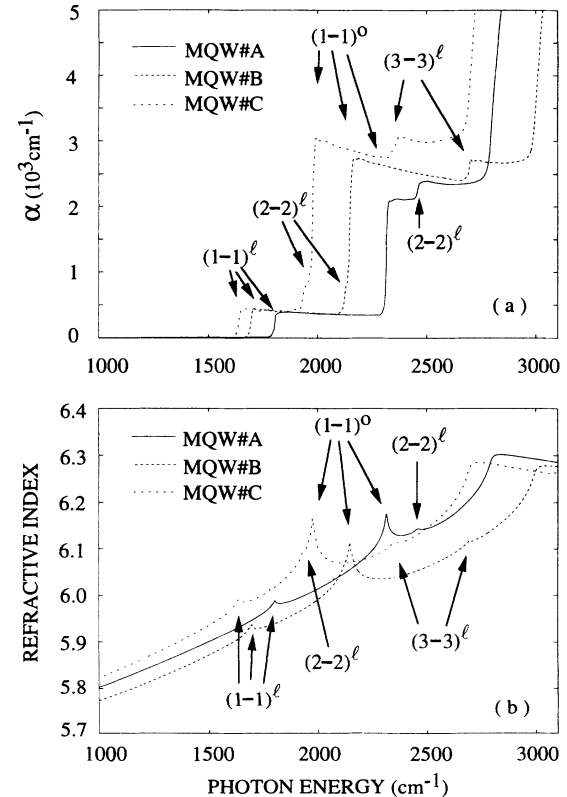 5
4
3
2
1
0
α (10³cm⁻¹)
MQW#A
MQW#B
MQW#C
(1−1)ᵒ
(3−3)ˡ
(2−2)ˡ
(2−2)ˡ
(1−1)ˡ
( a )
1000 1500 2000 2500 3000
6.4
6.3
6.2
6.1
6.0
5.9
5.8
5.7
REFRACTIVE INDEX
MQW#A
MQW#B
MQW#C
(1−1)ᵒ
(2−2)ˡ
(2−2)ˡ
(3−3)ˡ
(1−1)ˡ
( b )
1000 1500 2000 2500 3000
PHOTON ENERGY (cm⁻¹)